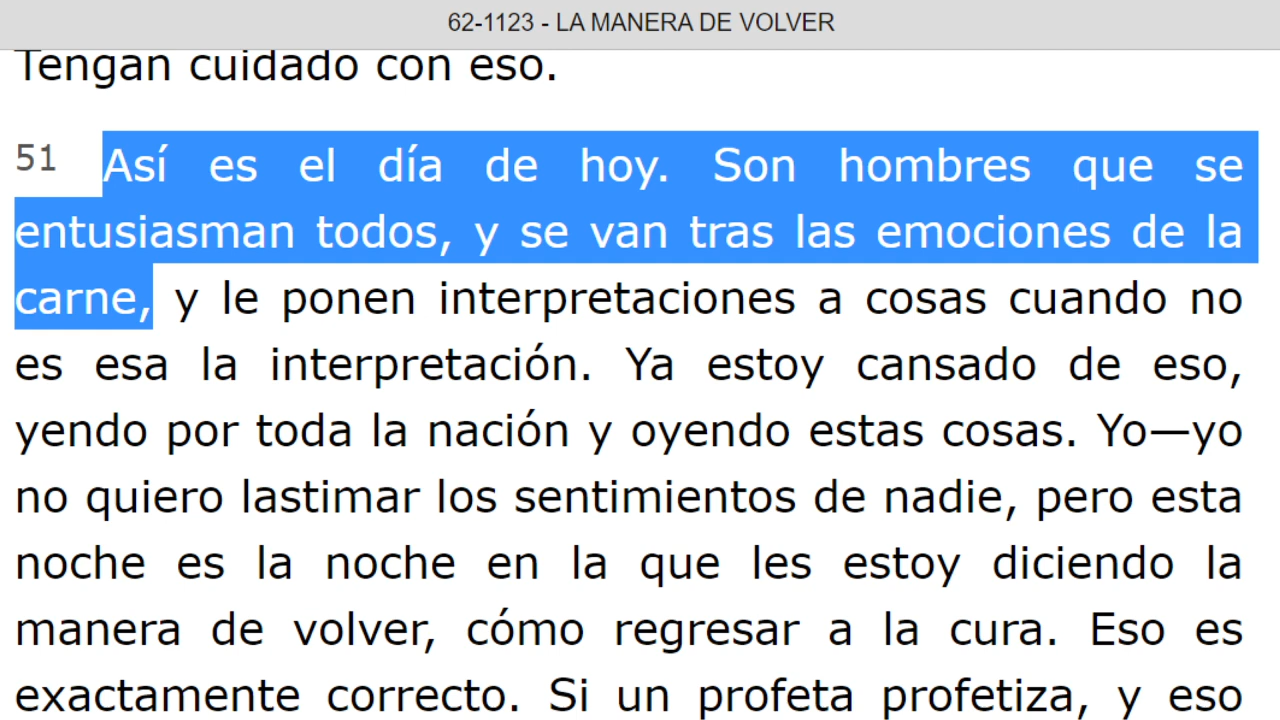 62-1123 - LA MANERA DE VOLVER
Tengan cuidado con eso.
51 Así es el día de hoy. Son hombres que se
entusiasman todos, y se van tras las emociones de la
carne, y le ponen interpretaciones a cosas cuando no
es esa la interpretación. Ya estoy cansado de eso,
yendo por toda la nación y oyendo estas cosas. Yo—yo
no quiero lastimar los sentimientos de nadie, pero esta
noche es la noche en la que les estoy diciendo la
manera de volver, cómo regresar a la cura. Eso es
exactamente correcto. Si un profeta profetiza, y eso